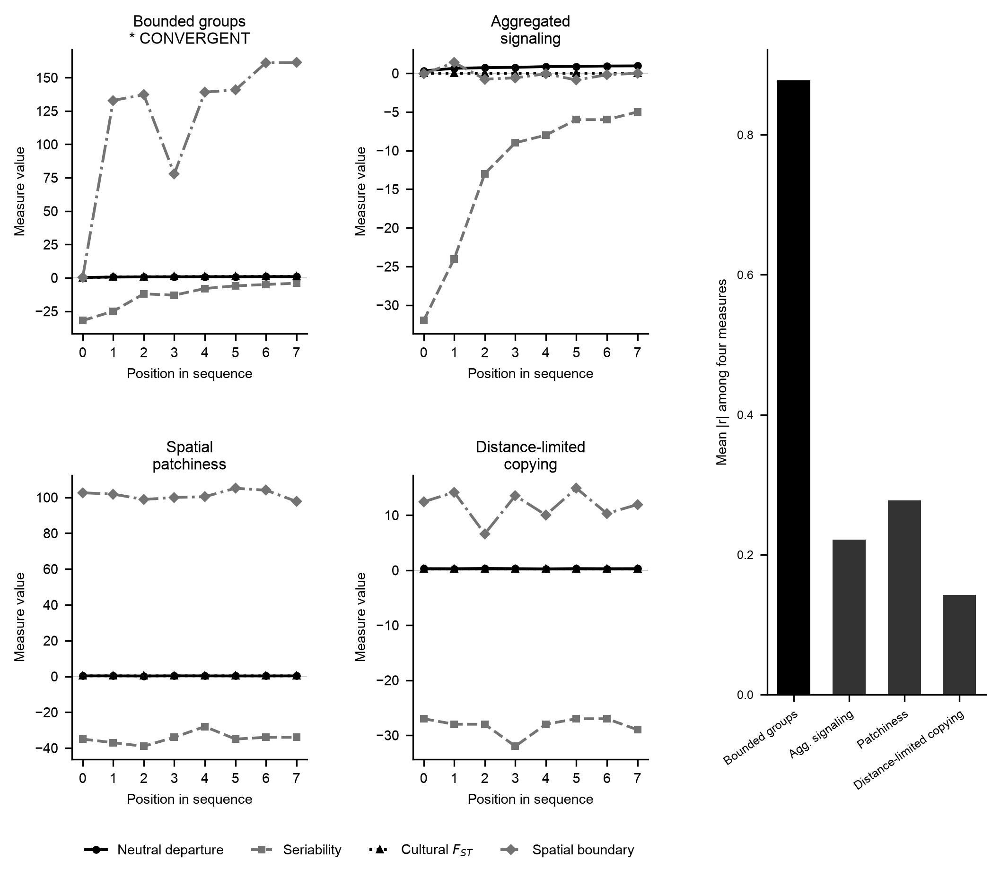 Bounded groups
* CONVERGENT
Measure value
150
125
100
75
50
25
0
−25
0 1 2 3 4 5 6 7
Position in sequence
Aggregated
signaling
Measure value
0
−5
−10
−15
−20
−25
−30
0 1 2 3 4 5 6 7
Position in sequence
Spatial
patchiness
Measure value
100
80
60
40
20
0
−20
−40
0 1 2 3 4 5 6 7
Position in sequence
Distance-limited
copying
Measure value
10
0
−10
−20
−30
0 1 2 3 4 5 6 7
Position in sequence
Mean |r| among four measures
0.8
0.6
0.4
0.2
0.0
Bounded groups
Agg. signaling
Patchiness
Distance-limited copying
Neutral departure Seriability Cultural F_ST Spatial boundary